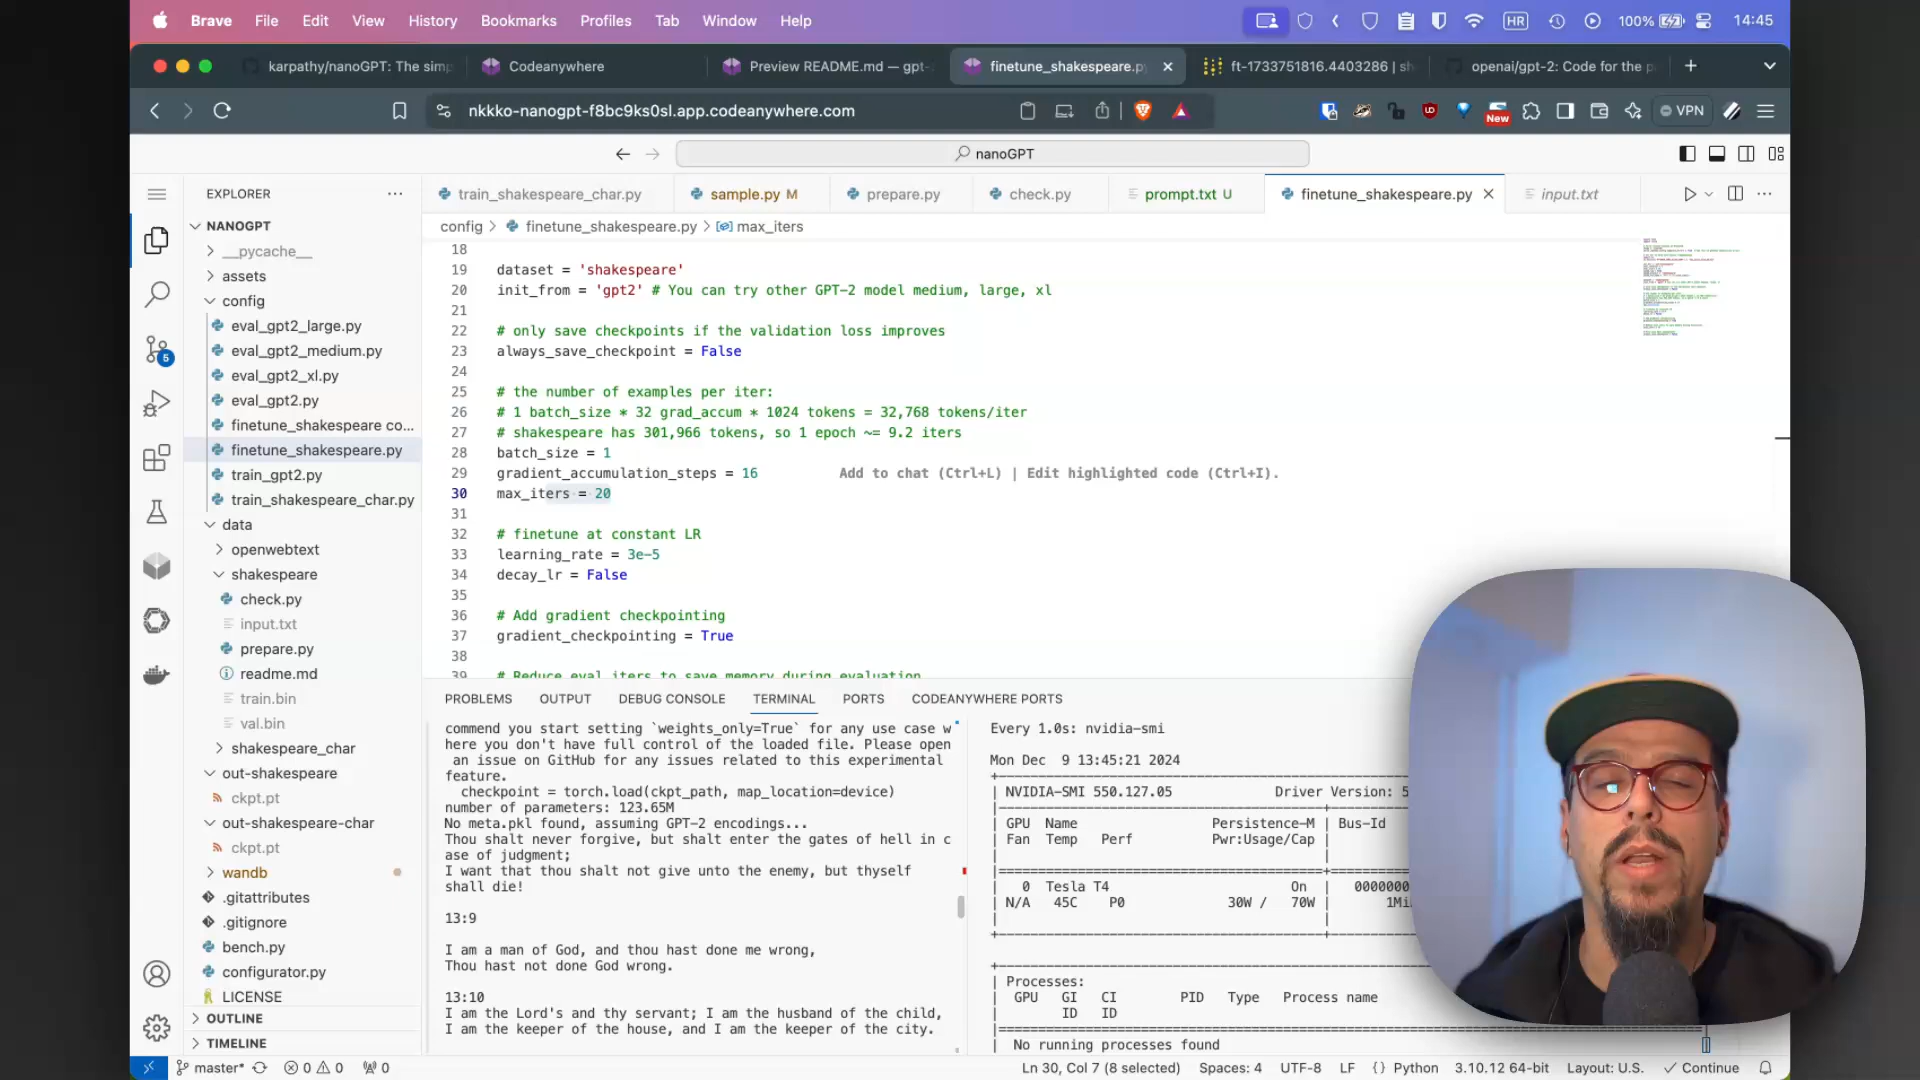 Brave File Edit View History Bookmarks Profiles Tab Window Help HR 100% 14:45
karpathy/nanoGPT: The simp Codeanywhere Preview README.md — gpt- finetune_shakespeare.py ft-1733751816.4403286 | sh openai/gpt-2: Code for the p
nkkko-nanogpt-f8bc9ks0sl.app.codeanywhere.com New VPN
nanoGPT
EXPLORER
train_shakespeare_char.py sample.py M prepare.py check.py prompt.txt U finetune_shakespeare.py input.txt
config > finetune_shakespeare.py > max_iters
NANOGPT
__pycache__
assets
config
eval_gpt2_large.py
eval_gpt2_medium.py
eval_gpt2_xl.py
eval_gpt2.py
finetune_shakespeare co...
finetune_shakespeare.py
train_gpt2.py
train_shakespeare_char.py
data
openwebtext
shakespeare
check.py
input.txt
prepare.py
readme.md
train.bin
val.bin
shakespeare_char
out-shakespeare
ckpt.pt
out-shakespeare-char
ckpt.pt
wandb
.gitattributes
.gitignore
bench.py
configurator.py
LICENSE
OUTLINE
TIMELINE
5
18
19 dataset = 'shakespeare'
20 init_from = 'gpt2' # You can try other GPT-2 model medium, large, xl
21
22 # only save checkpoints if the validation loss improves
23 always_save_checkpoint = False
24
25 # the number of examples per iter:
26 # 1 batch_size * 32 grad_accum * 1024 tokens = 32,768 tokens/iter
27 # shakespeare has 301,966 tokens, so 1 epoch ~= 9.2 iters
28 batch_size = 1
29 gradient_accumulation_steps = 16 Add to chat (Ctrl+L) | Edit highlighted code (Ctrl+I).
30 max_iters = 20
31
32 # finetune at constant LR
33 learning_rate = 3e-5
34 decay_lr = False
35
36 # Add gradient checkpointing
37 gradient_checkpointing = True
38
39 # Reduce eval iters to save memory during evaluation
PROBLEMS OUTPUT DEBUG CONSOLE TERMINAL PORTS CODEANYWHERE PORTS
commend you start setting `weights_only=True` for any use case w
here you don't have full control of the loaded file. Please open
an issue on GitHub for any issues related to this experimental
feature.
checkpoint = torch.load(ckpt_path, map_location=device)
number of parameters: 123.65M
No meta.pkl found, assuming GPT-2 encodings...
Thou shalt never forgive, but shalt enter the gates of hell in c
ase of judgment;
I want that thou shalt not give unto the enemy, but thyself
shall die!
13:9
I am a man of God, and thou hast done me wrong,
Thou hast not done God wrong.
13:10
I am the Lord's and thy servant; I am the husband of the child,
I am the keeper of the house, and I am the keeper of the city.
Every 1.0s: nvidia-smi
Mon Dec 9 13:45:21 2024
NVIDIA-SMI 550.127.05 Driver Version: 5
GPU Name Persistence-M | Bus-Id
Fan Temp Perf Pwr:Usage/Cap |
0 Tesla T4 On | 0000000
N/A 45C P0 30W / 70W | 1Mi
Processes:
GPU GI CI PID Type Process name
ID ID
No running processes found
master* 0 0 0 Ln 30, Col 7 (8 selected) Spaces: 4 UTF-8 LF {} Python 3.10.12 64-bit Layout: U.S. Continue